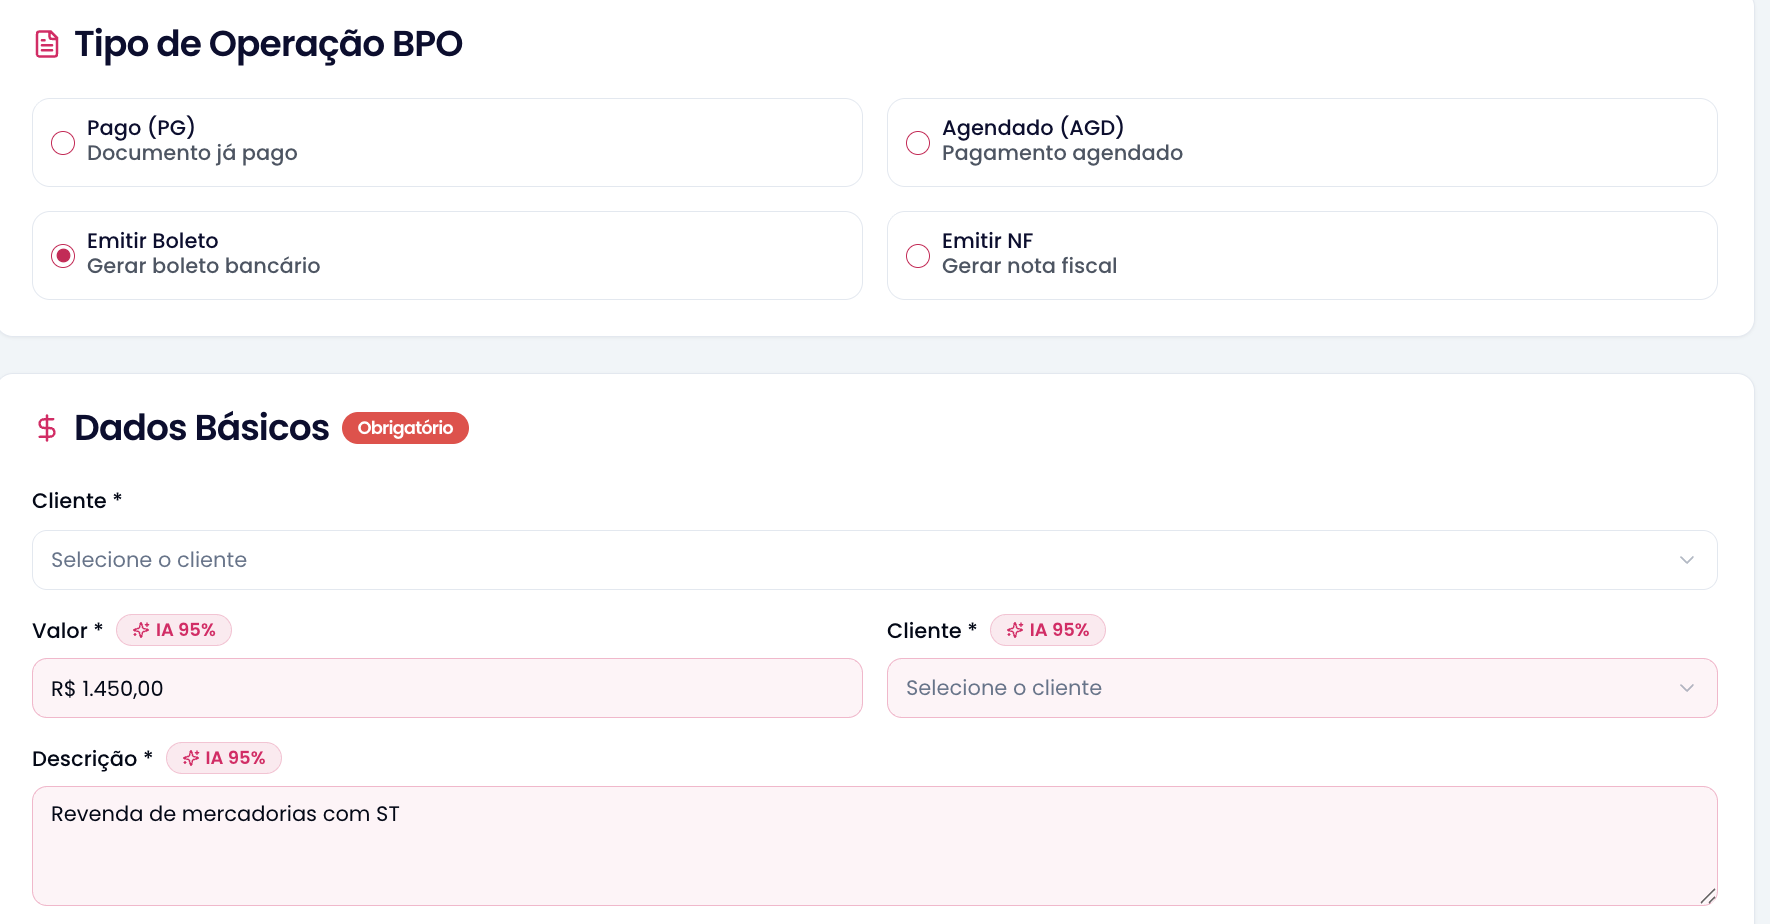 Tipo de Operação BPO
Pago (PG)
Documento já pago
Agendado (AGD)
Pagamento agendado
Emitir Boleto
Gerar boleto bancário
Emitir NF
Gerar nota fiscal
Dados Básicos Obrigatório
Cliente *
Selecione o cliente
Valor * IA 95%
R$ 1.450,00
Cliente * IA 95%
Selecione o cliente
Descrição * IA 95%
Revenda de mercadorias com ST